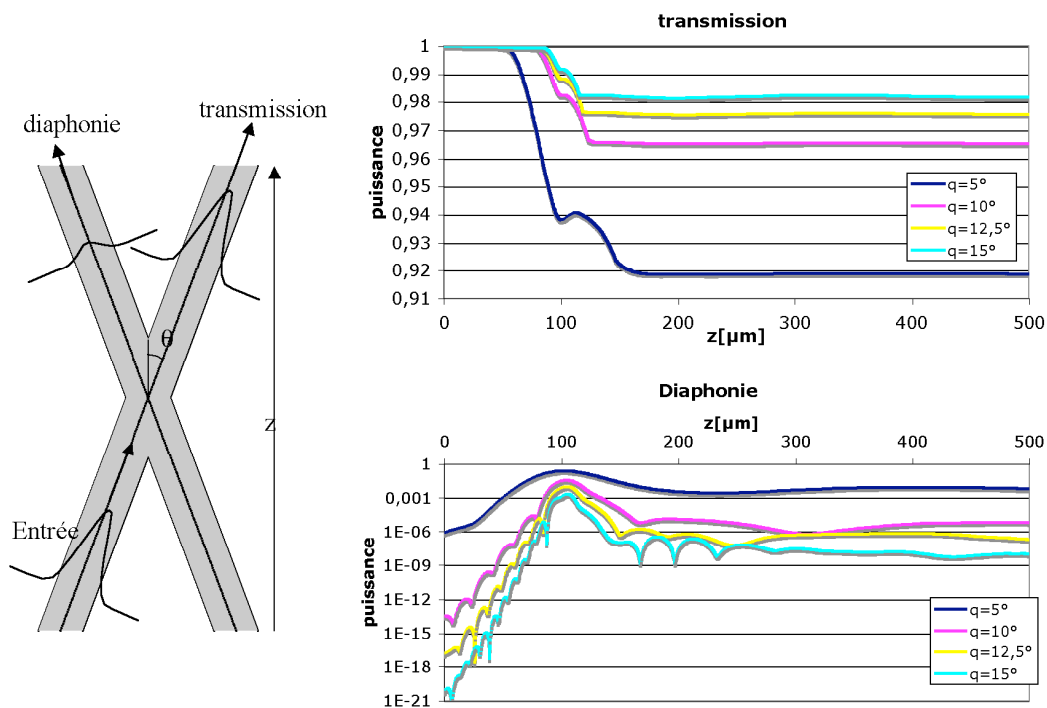 diaphonie
transmission
θ
z
Entrée
transmission
1
0,99
0,98
0,97
0,96
0,95
0,94
0,93
0,92
0,91
puissance
q=5°
q=10°
q=12,5°
q=15°
0 100 200 300 400 500
z[µm]
Diaphonie
z[µm]
0 100 200 300 400 500
1
0,001
1E-06
1E-09
1E-12
1E-15
1E-18
1E-21
puissance
q=5°
q=10°
q=12,5°
q=15°